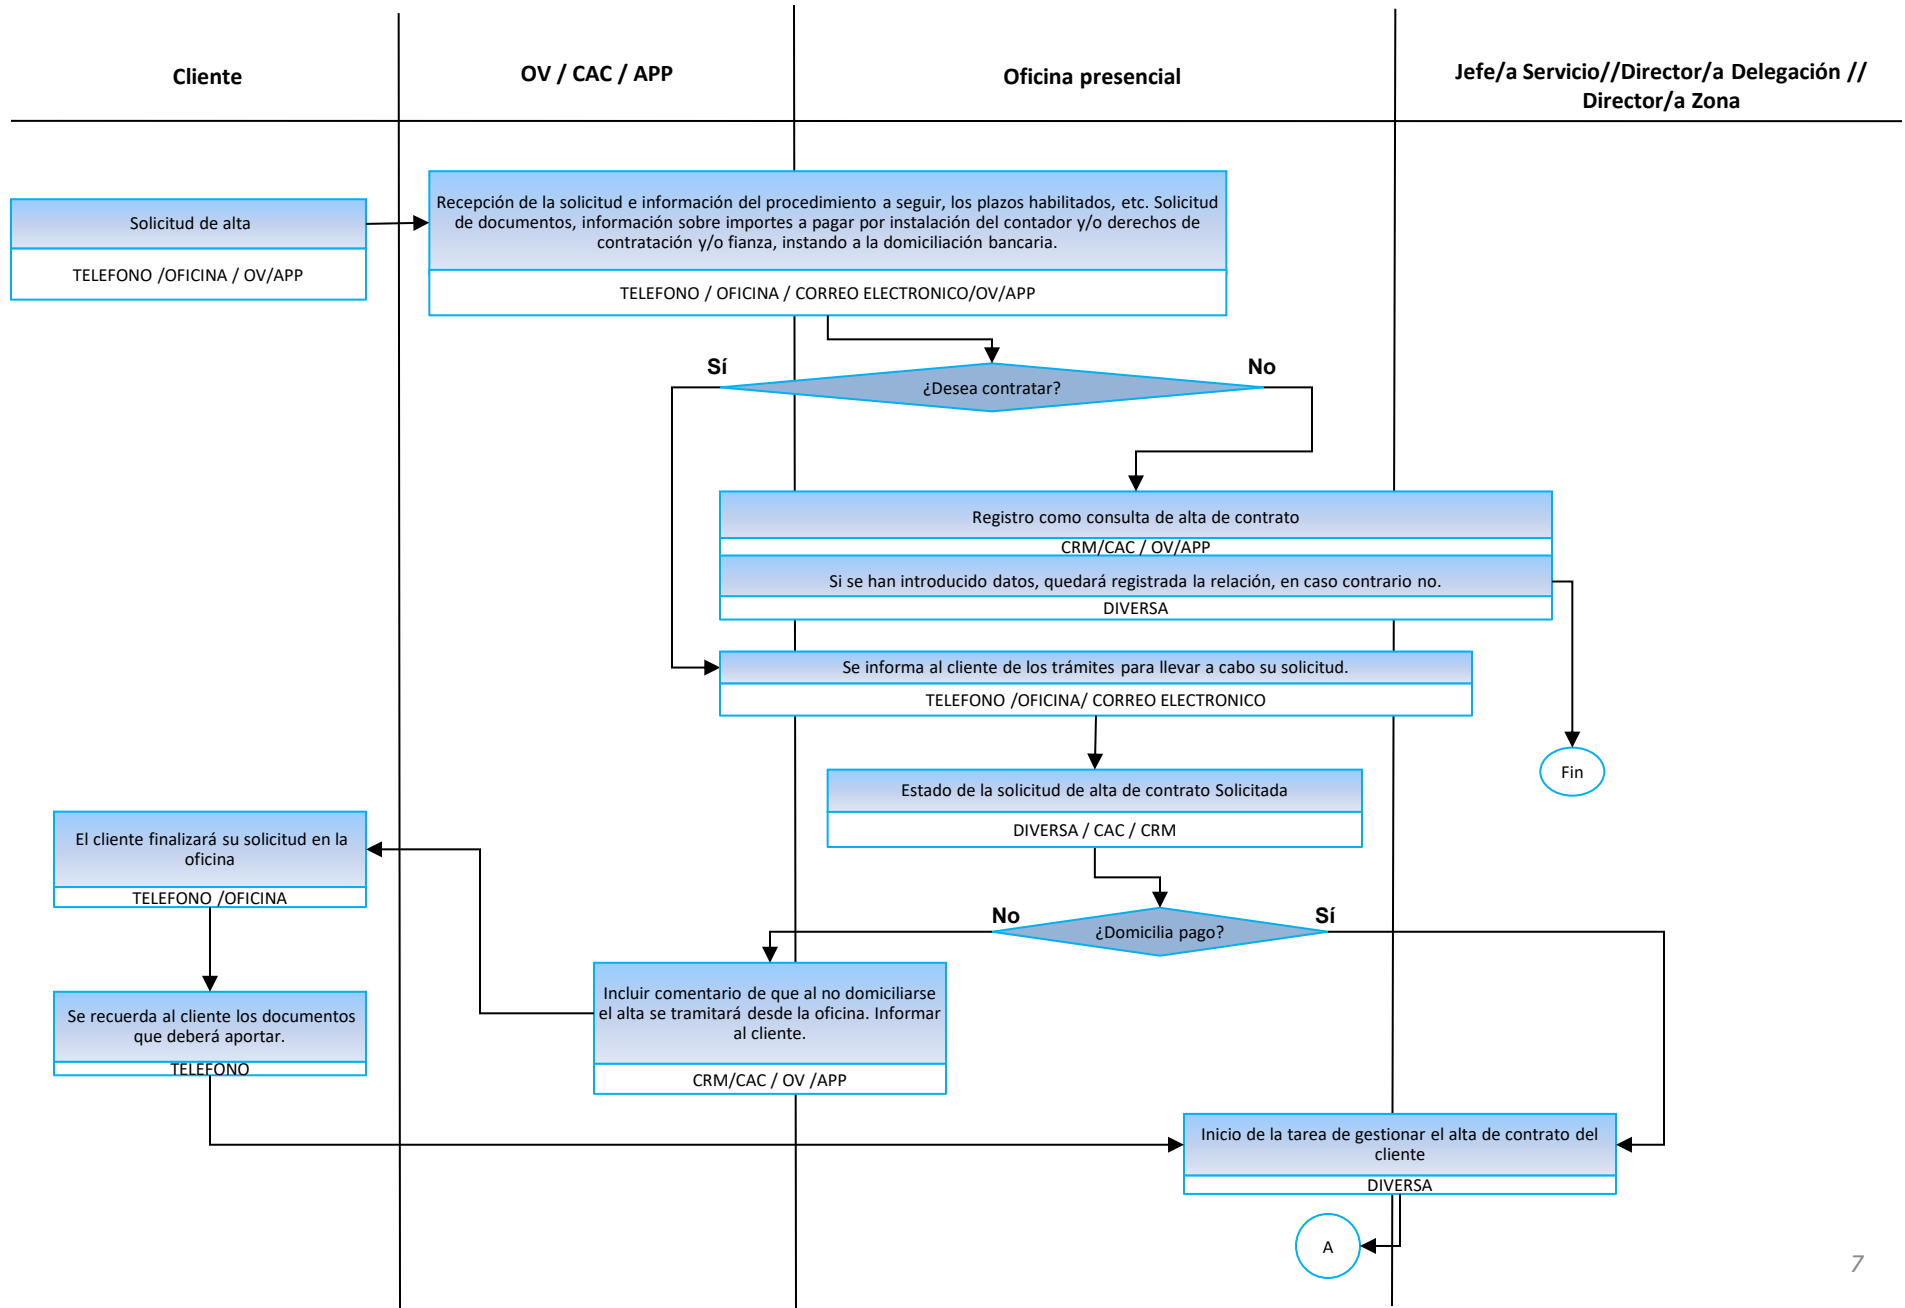 Cliente
OV / CAC / APP
Oficina presencial
Jefe/a Servicio//Director/a Delegación //
Director/a Zona
Solicitud de alta
TELEFONO /OFICINA / OV/APP
Recepción de la solicitud e información del procedimiento a seguir, los plazos habilitados, etc. Solicitud
de documentos, información sobre importes a pagar por instalación del contador y/o derechos de
contratación y/o fianza, instando a la domiciliación bancaria.
TELEFONO / OFICINA / CORREO ELECTRONICO/OV/APP
Sí
¿Desea contratar?
No
Registro como consulta de alta de contrato
CRM/CAC / OV/APP
Si se han introducido datos, quedará registrada la relación, en caso contrario no.
DIVERSA
Se informa al cliente de los trámites para llevar a cabo su solicitud.
TELEFONO /OFICINA/ CORREO ELECTRONICO
Fin
Estado de la solicitud de alta de contrato Solicitada
DIVERSA / CAC / CRM
El cliente finalizará su solicitud en la
oficina
TELEFONO /OFICINA
No
¿Domicilia pago?
Sí
Incluir comentario de que al no domiciliarse
el alta se tramitará desde la oficina. Informar
al cliente.
CRM/CAC / OV /APP
Se recuerda al cliente los documentos
que deberá aportar.
TELEFONO
Inicio de la tarea de gestionar el alta de contrato del
cliente
DIVERSA
A
7